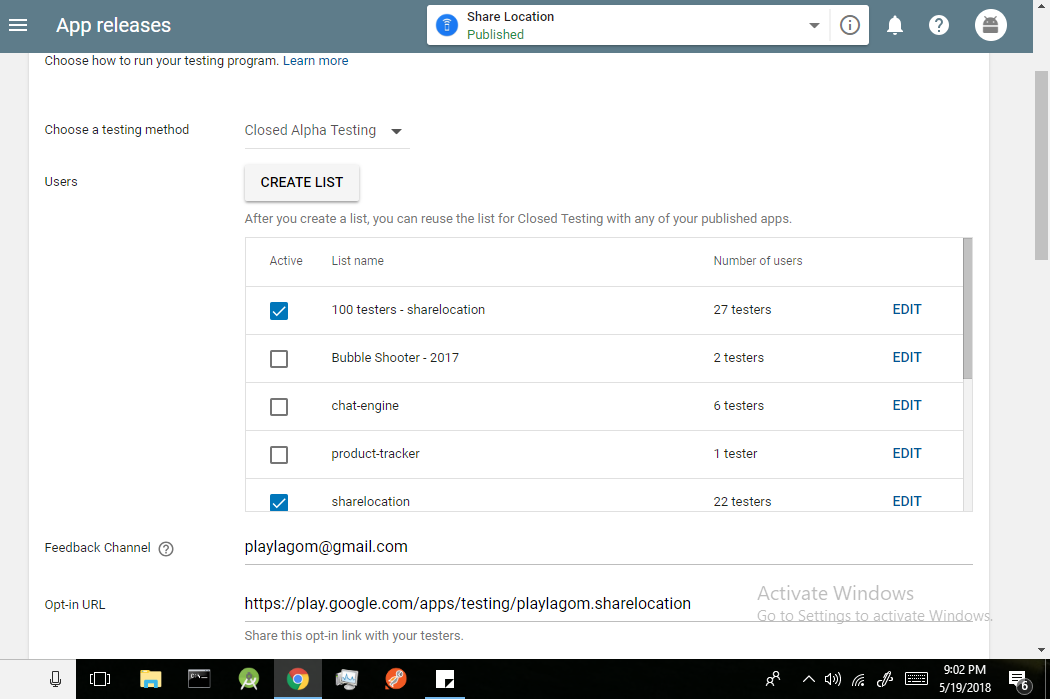 App releases
Share Location
Published
Choose how to run your testing program. Learn more
Choose a testing method Closed Alpha Testing
Users CREATE LIST
After you create a list, you can reuse the list for Closed Testing with any of your published apps.
Active List name Number of users
100 testers - sharelocation 27 testers EDIT
Bubble Shooter - 2017 2 testers EDIT
chat-engine 6 testers EDIT
product-tracker 1 tester EDIT
sharelocation 22 testers EDIT
Feedback Channel playlagom@gmail.com
Opt-in URL https://play.google.com/apps/testing/playlagom.sharelocation
Share this opt-in link with your testers.
Activate Windows
Go to Settings to activate Windows.
9:02 PM
5/19/2018
6